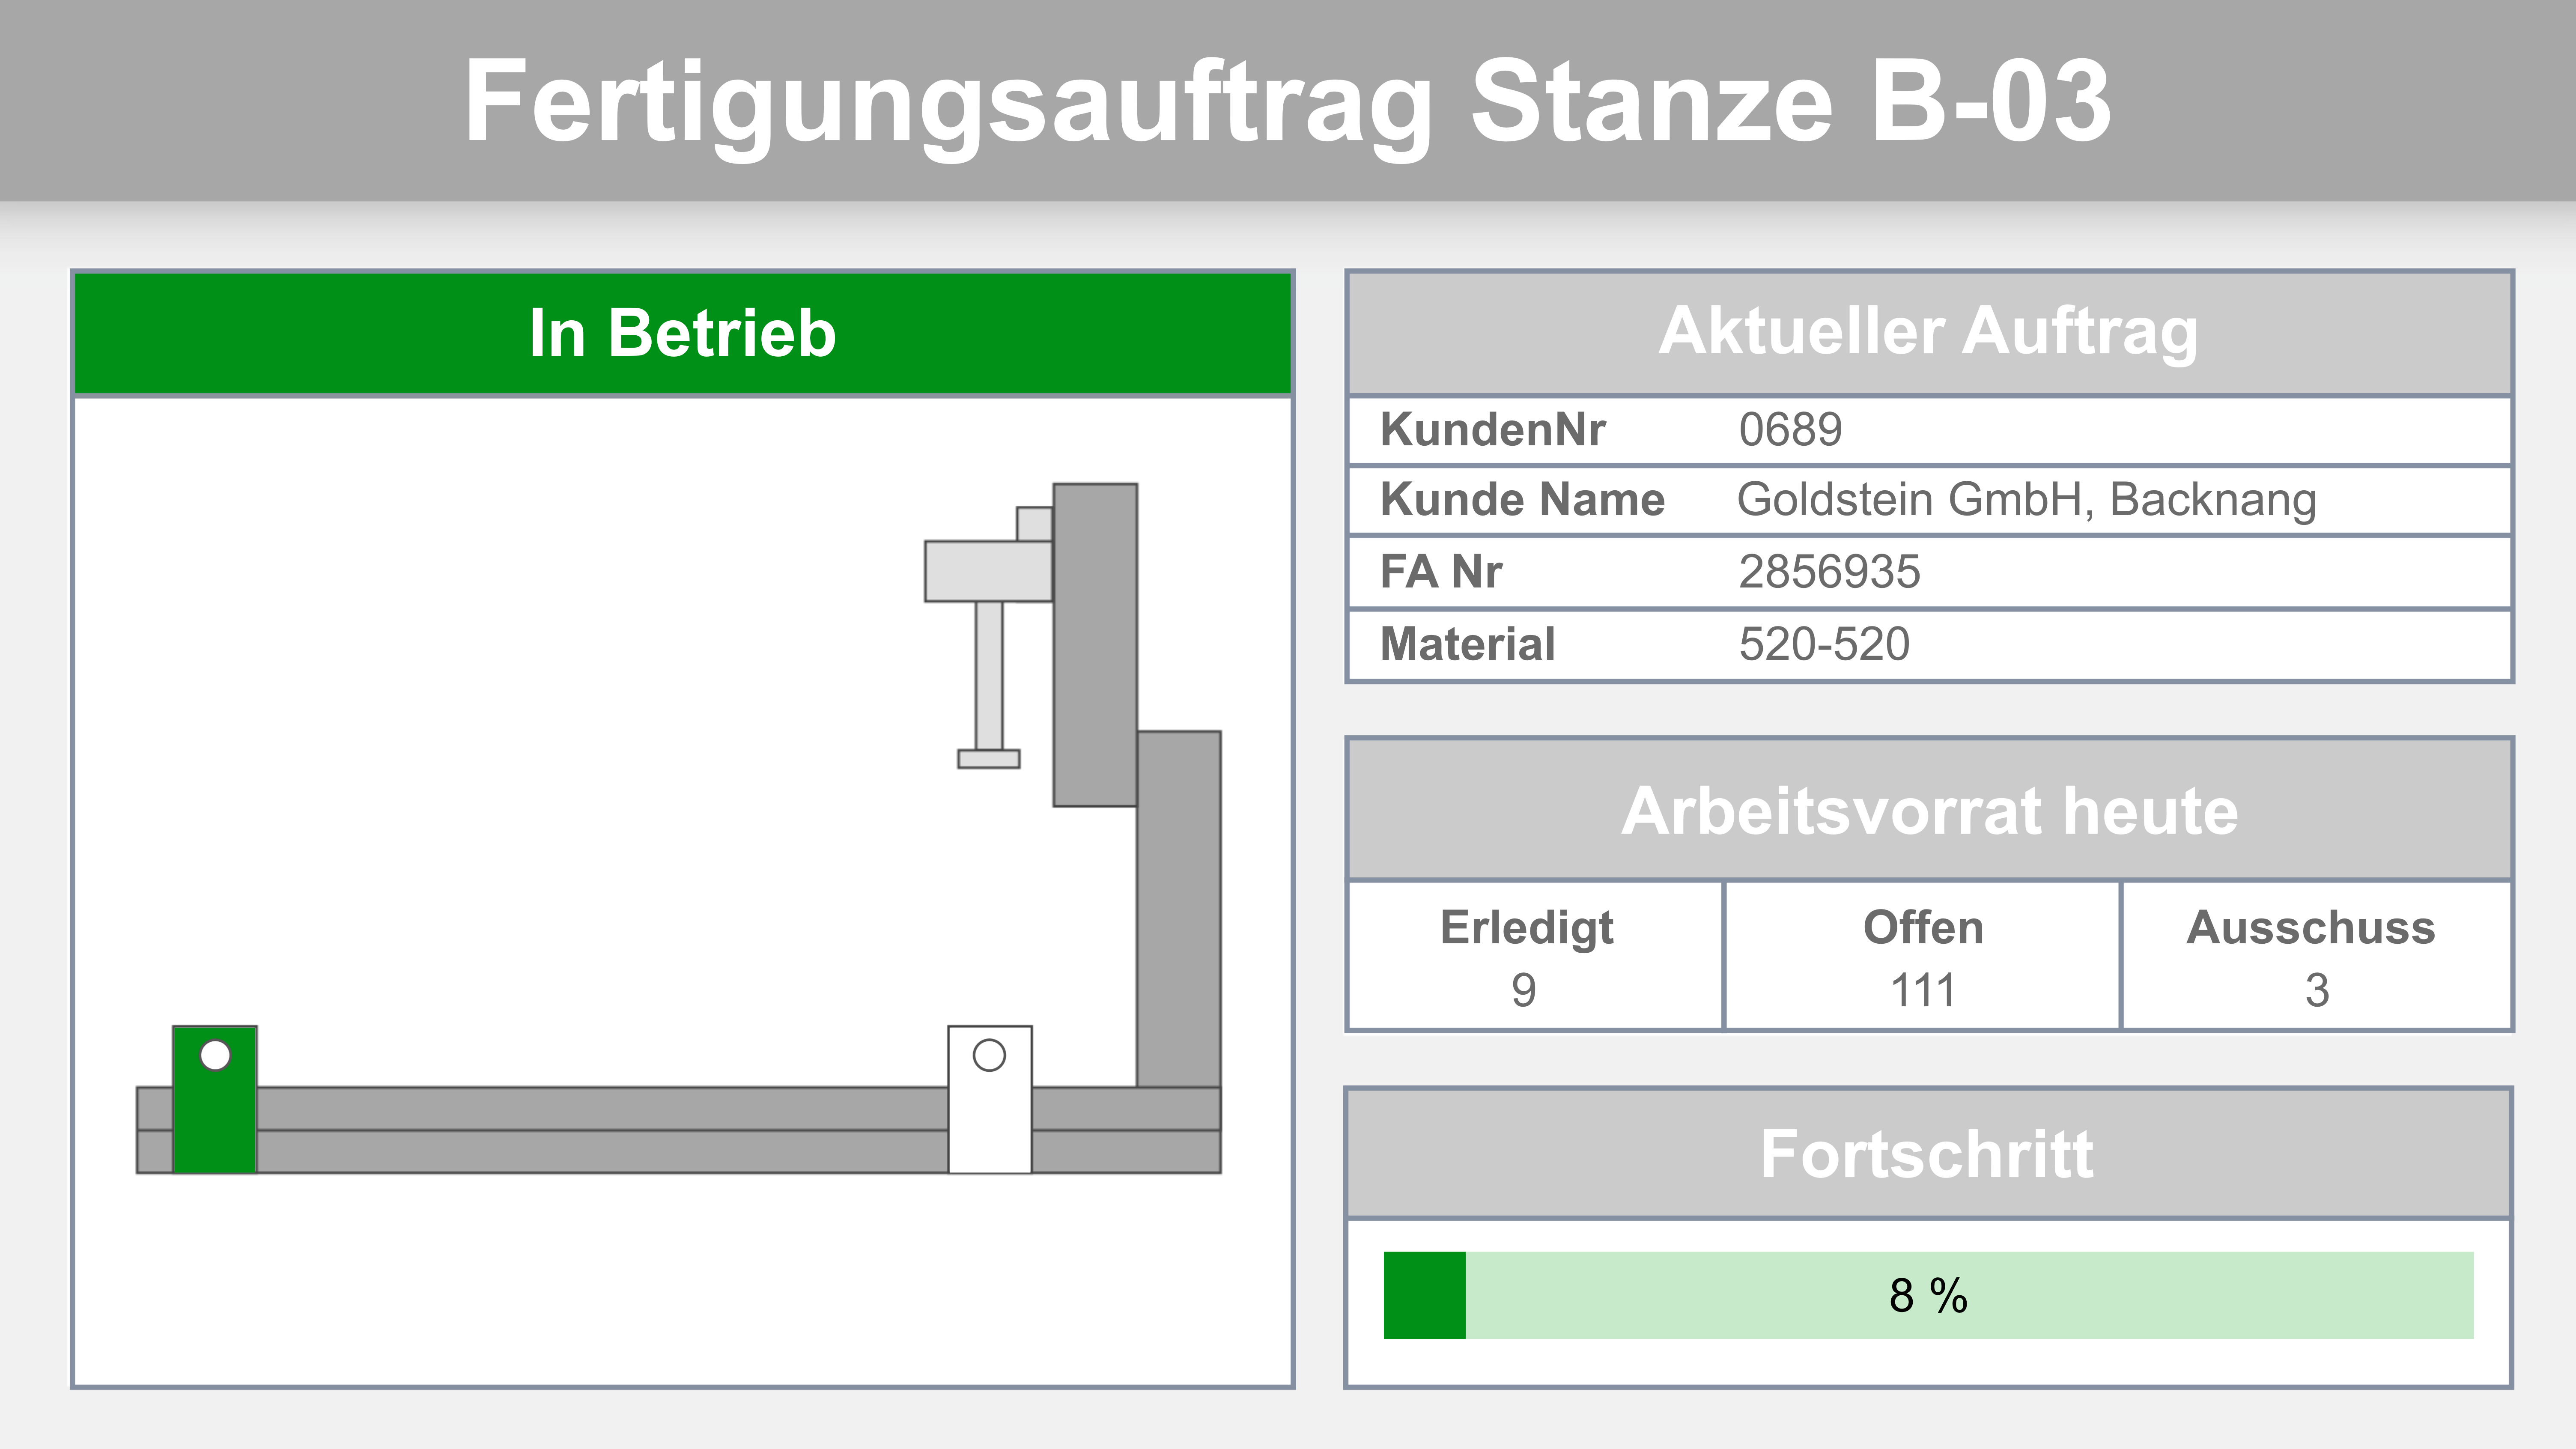 Fertigungsauftrag Stanze B-03
In Betrieb
Aktueller Auftrag
KundenNr 0689
Kunde Name Goldstein GmbH, Backnang
FA Nr 2856935
Material 520-520
Arbeitsvorrat heute
Erledigt Offen Ausschuss
9 111 3
Fortschritt
8 %